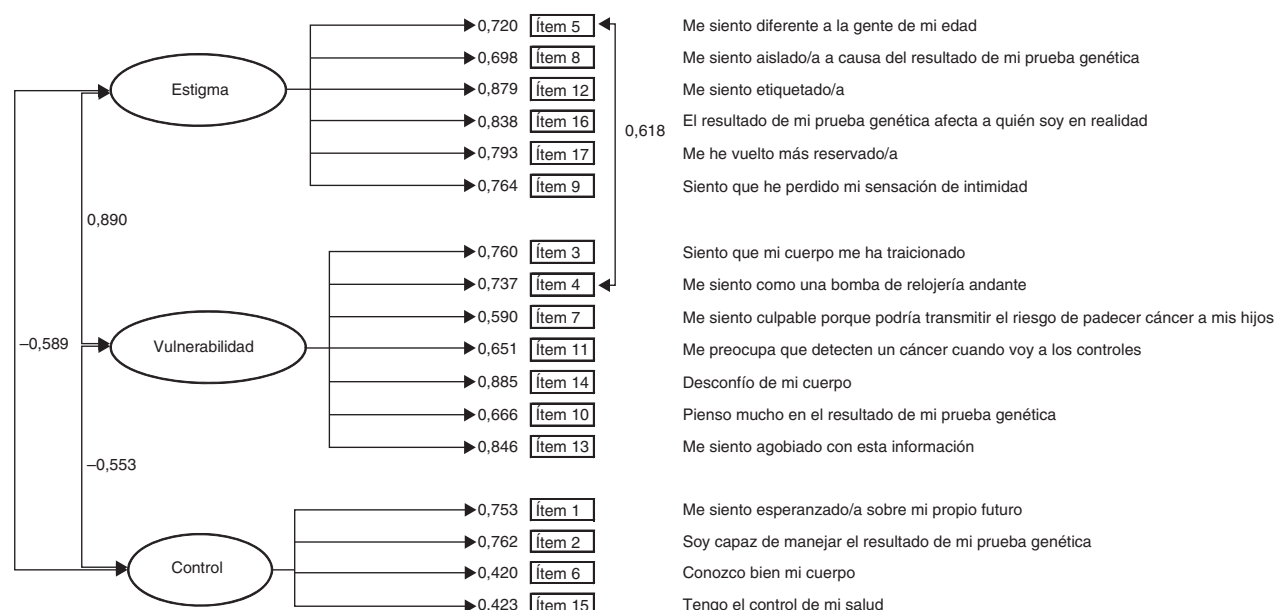 0,720 Ítem 5 Me siento diferente a la gente de mi edad
0,698 Ítem 8 Me siento aislado/a a causa del resultado de mi prueba genética
Estigma 0,879 Ítem 12 Me siento etiquetado/a
0,838 Ítem 16 El resultado de mi prueba genética afecta a quién soy en realidad
0,618
0,793 Ítem 17 Me he vuelto más reservado/a
0,764 Ítem 9 Siento que he perdido mi sensación de intimidad
0,890
0,760 Ítem 3 Siento que mi cuerpo me ha traicionado
0,737 Ítem 4 Me siento como una bomba de relojería andante
0,590 Ítem 7 Me siento culpable porque podría transmitir el riesgo de padecer cáncer a mis hijos
–0,589 Vulnerabilidad 0,651 Ítem 11 Me preocupa que detecten un cáncer cuando voy a los controles
0,885 Ítem 14 Desconfío de mi cuerpo
0,666 Ítem 10 Pienso mucho en el resultado de mi prueba genética
0,846 Ítem 13 Me siento agobiado con esta información
–0,553
0,753 Ítem 1 Me siento esperanzado/a sobre mi propio futuro
0,762 Ítem 2 Soy capaz de manejar el resultado de mi prueba genética
Control 0,420 Ítem 6 Conozco bien mi cuerpo
0,423 Ítem 15 Tengo el control de mi salud